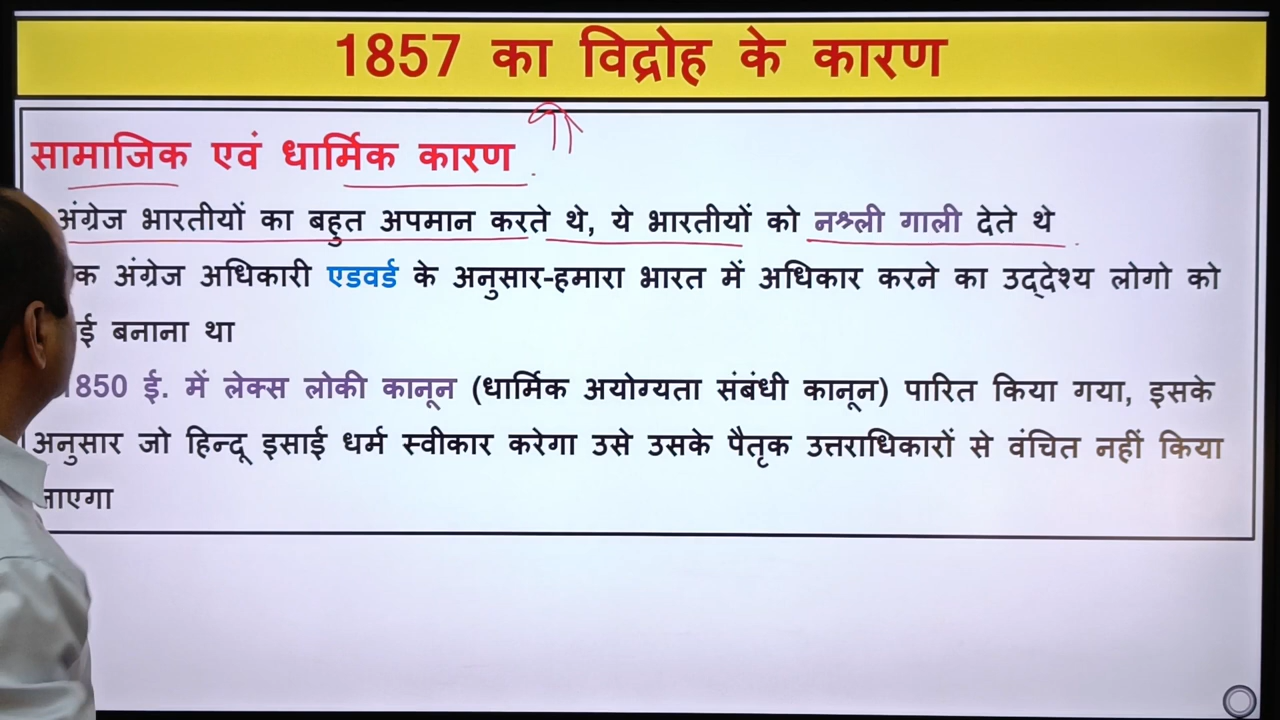 1857 का विद्रोह के कारण
सामाजिक एवं धार्मिक कारण
अंग्रेज भारतीयों का बहुत अपमान करते थे, ये भारतीयों को नश्ली गाली देते थे
अंग्रेज अधिकारी एडवर्ड के अनुसार-हमारा भारत में अधिकार करने का उद्देश्य लोगो को
बनाना था
1850 ई. में लेक्स लोकी कानून (धार्मिक अयोग्यता संबंधी कानून) पारित किया गया, इसके
अनुसार जो हिन्दू इसाई धर्म स्वीकार करेगा उसे उसके पैतृक उत्तराधिकारों से वंचित नहीं किया
जाएगा